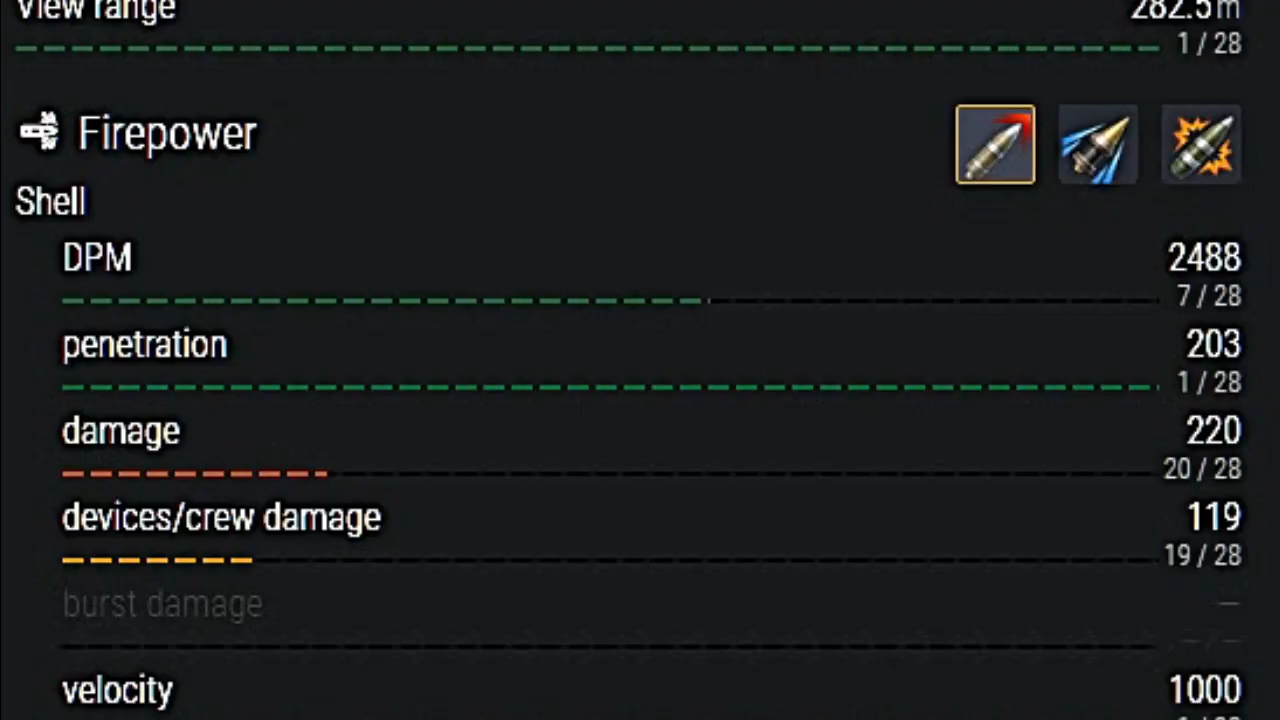 View range 282.5m
1 / 28
Firepower
Shell
DPM 2488
7 / 28
penetration 203
1 / 28
damage 220
20 / 28
devices/crew damage 119
19 / 28
burst damage –
velocity 1000